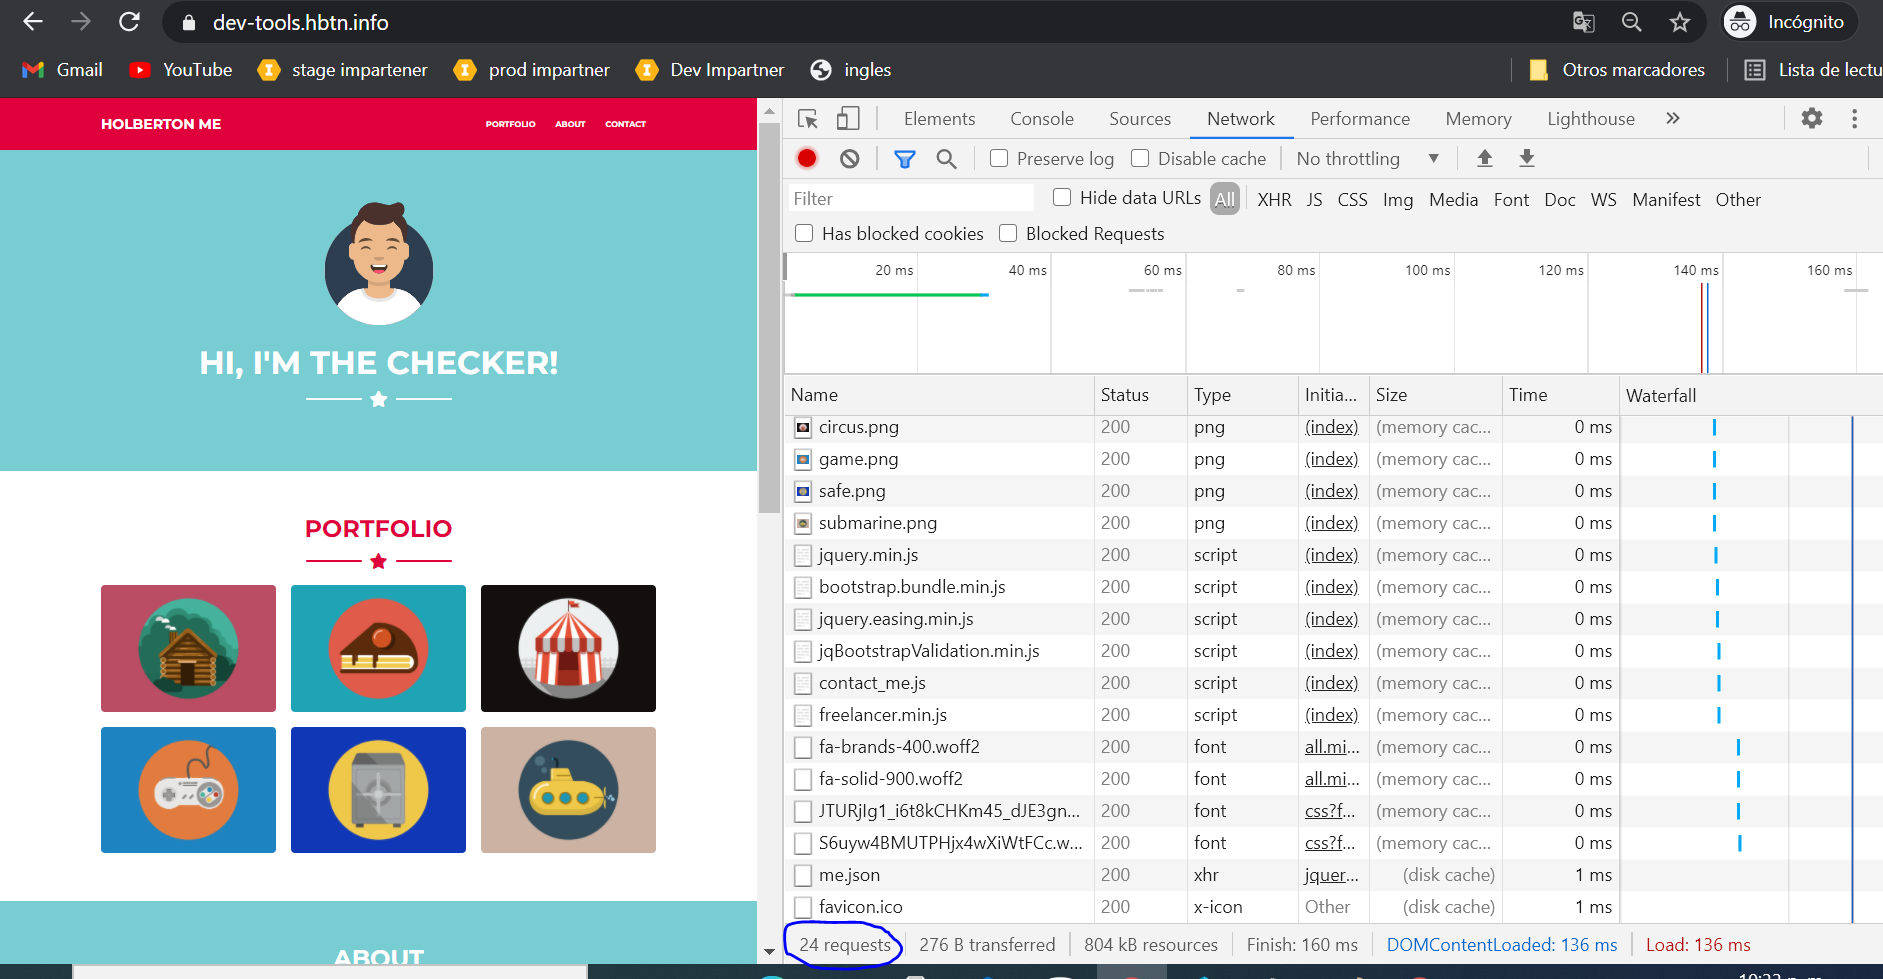 dev-tools.hbtn.info
Incógnito
Gmail YouTube stage impartener prod impartner Dev Impartner ingles Otros marcadores Lista de lectu
HOLBERTON ME PORTFOLIO ABOUT CONTACT
HI, I'M THE CHECKER!
PORTFOLIO
ABOUT
Elements Console Sources Network Performance Memory Lighthouse
Preserve log Disable cache No throttling
Filter Hide data URLs All XHR JS CSS Img Media Font Doc WS Manifest Other
Has blocked cookies Blocked Requests
20 ms 40 ms 60 ms 80 ms 100 ms 120 ms 140 ms 160 ms
Name Status Type Initia... Size Time Waterfall
circus.png 200 png (index) (memory cac... 0 ms
game.png 200 png (index) (memory cac... 0 ms
safe.png 200 png (index) (memory cac... 0 ms
submarine.png 200 png (index) (memory cac... 0 ms
jquery.min.js 200 script (index) (memory cac... 0 ms
bootstrap.bundle.min.js 200 script (index) (memory cac... 0 ms
jquery.easing.min.js 200 script (index) (memory cac... 0 ms
jqBootstrapValidation.min.js 200 script (index) (memory cac... 0 ms
contact_me.js 200 script (index) (memory cac... 0 ms
freelancer.min.js 200 script (index) (memory cac... 0 ms
fa-brands-400.woff2 200 font all.mi... (memory cac... 0 ms
fa-solid-900.woff2 200 font all.mi... (memory cac... 0 ms
JTURjIg1_i6t8kCHKm45_dJE3gn... 200 font css?f... (memory cac... 0 ms
S6uyw4BMUTPHjx4wXiWtFCc.w... 200 font css?f... (memory cac... 0 ms
me.json 200 xhr jquer... (disk cache) 1 ms
favicon.ico 200 x-icon Other (disk cache) 1 ms
24 requests 276 B transferred 804 kB resources Finish: 160 ms DOMContentLoaded: 136 ms Load: 136 ms